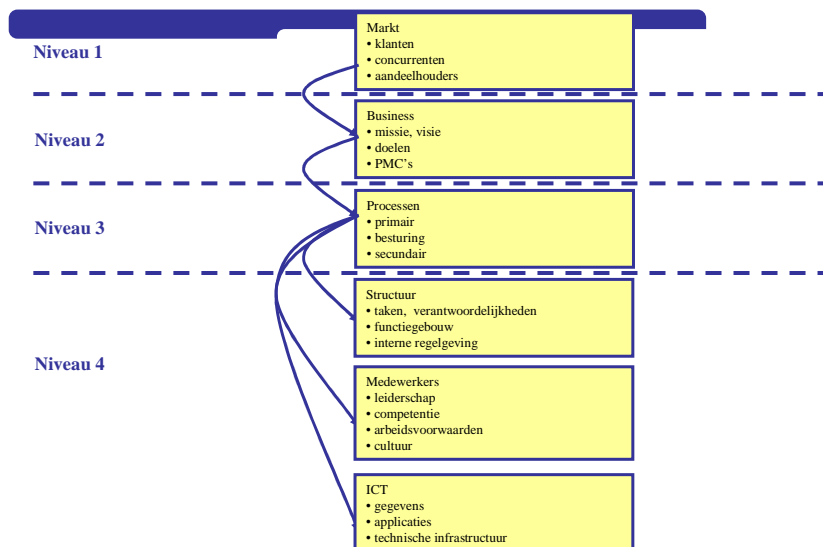 Niveau 1
Markt
• klanten
• concurrenten
• aandeelhouders
Niveau 2
Business
• missie, visie
• doelen
• PMC's
Niveau 3
Processen
• primair
• besturing
• secundair
Niveau 4
Structuur
• taken, verantwoordelijkheden
• functiegebouw
• interne regelgeving
Medewerkers
• leiderschap
• competentie
• arbeidsvoorwaarden
• cultuur
ICT
• gegevens
• applicaties
• technische infrastructuur